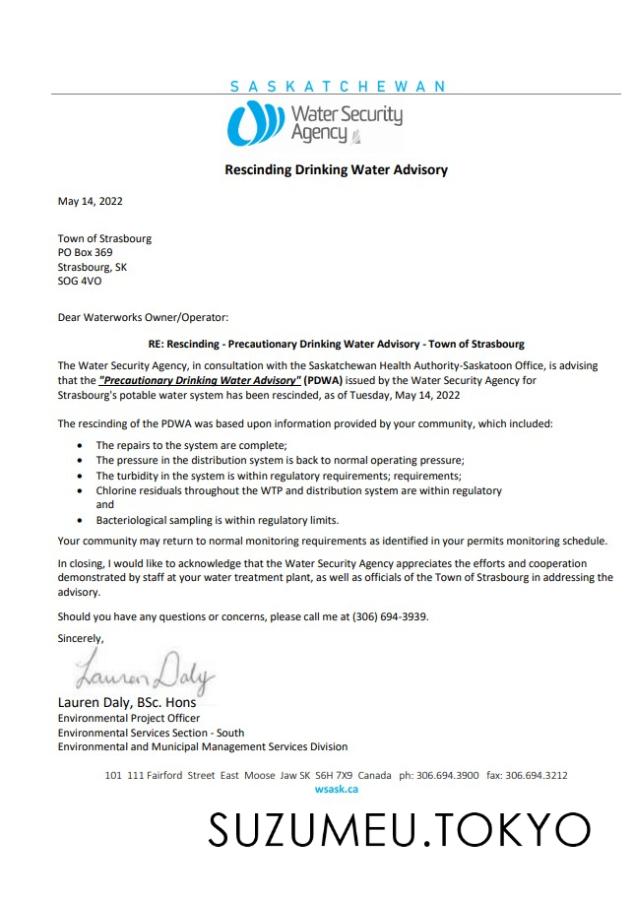 SASKATCHEWAN
Water Security
Agency
Rescinding Drinking Water Advisory
May 14, 2022
Town of Strasbourg
PO Box 369
Strasbourg, SK
SOG 4VO
Dear Waterworks Owner/Operator:
RE: Rescinding - Precautionary Drinking Water Advisory - Town of Strasbourg
The Water Security Agency, in consultation with the Saskatchewan Health Authority-Saskatoon Office, is advising
that the "Precautionary Drinking Water Advisory" (PDWA) issued by the Water Security Agency for
Strasbourg's potable water system has been rescinded, as of Tuesday, May 14, 2022
The rescinding of the PDWA was based upon information provided by your community, which included:
• The repairs to the system are complete;
• The pressure in the distribution system is back to normal operating pressure;
• The turbidity in the system is within regulatory requirements; requirements;
• Chlorine residuals throughout the WTP and distribution system are within regulatory
and
• Bacteriological sampling is within regulatory limits.
Your community may return to normal monitoring requirements as identified in your permits monitoring schedule.
In closing, I would like to acknowledge that the Water Security Agency appreciates the efforts and cooperation
demonstrated by staff at your water treatment plant, as well as officials of the Town of Strasbourg in addressing the
advisory.
Should you have any questions or concerns, please call me at (306) 694-3939.
Sincerely,
Lauren Daly
Lauren Daly, BSc. Hons
Environmental Project Officer
Environmental Services Section - South
Environmental and Municipal Management Services Division
101 111 Fairford Street East Moose Jaw SK S6H 7X9 Canada ph: 306.694.3900 fax: 306.694.3212
wsask.ca
SUZUMEU.TOKYO